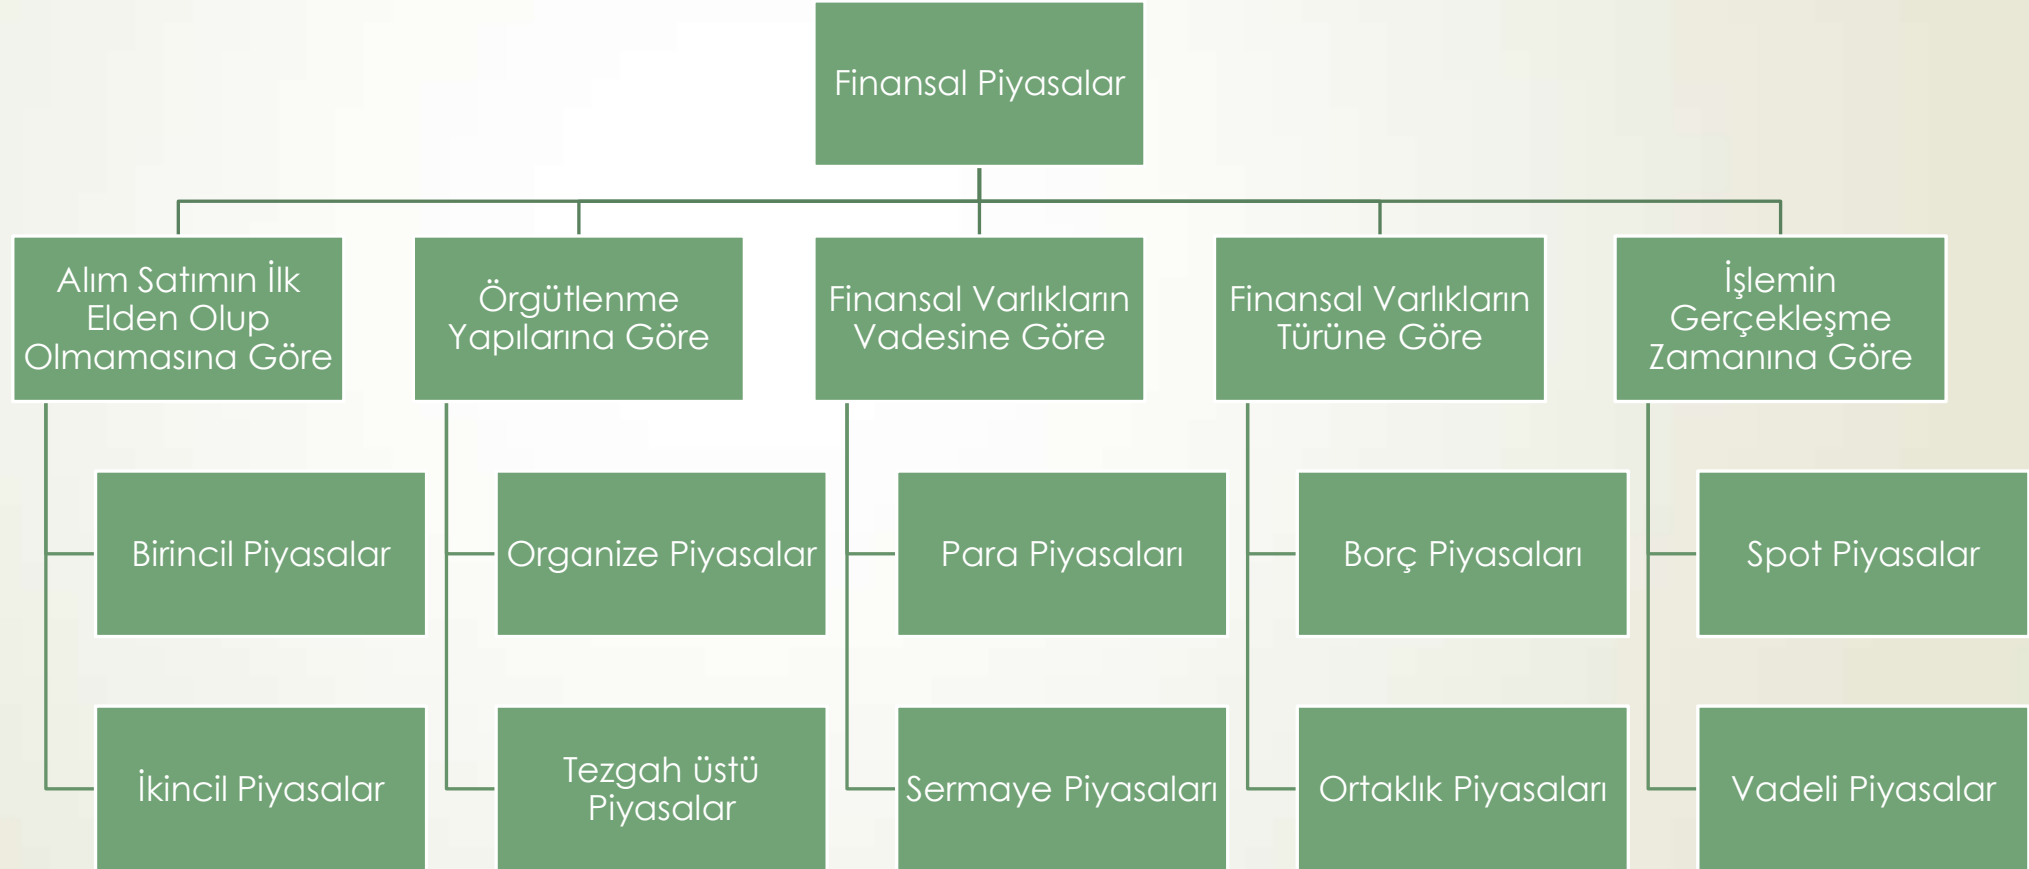 Finansal Piyasalar
Alım Satımın İlk
Elden Olup
Olmamasına Göre
Örgütlenme
Yapılarına Göre
Finansal Varlıkların
Vadesine Göre
Finansal Varlıkların
Türüne Göre
İşlemin
Gerçekleşme
Zamanına Göre
Birincil Piyasalar
Organize Piyasalar
Para Piyasaları
Borç Piyasaları
Spot Piyasalar
İkincil Piyasalar
Tezgah üstü
Piyasalar
Sermaye Piyasaları
Ortaklık Piyasaları
Vadeli Piyasalar